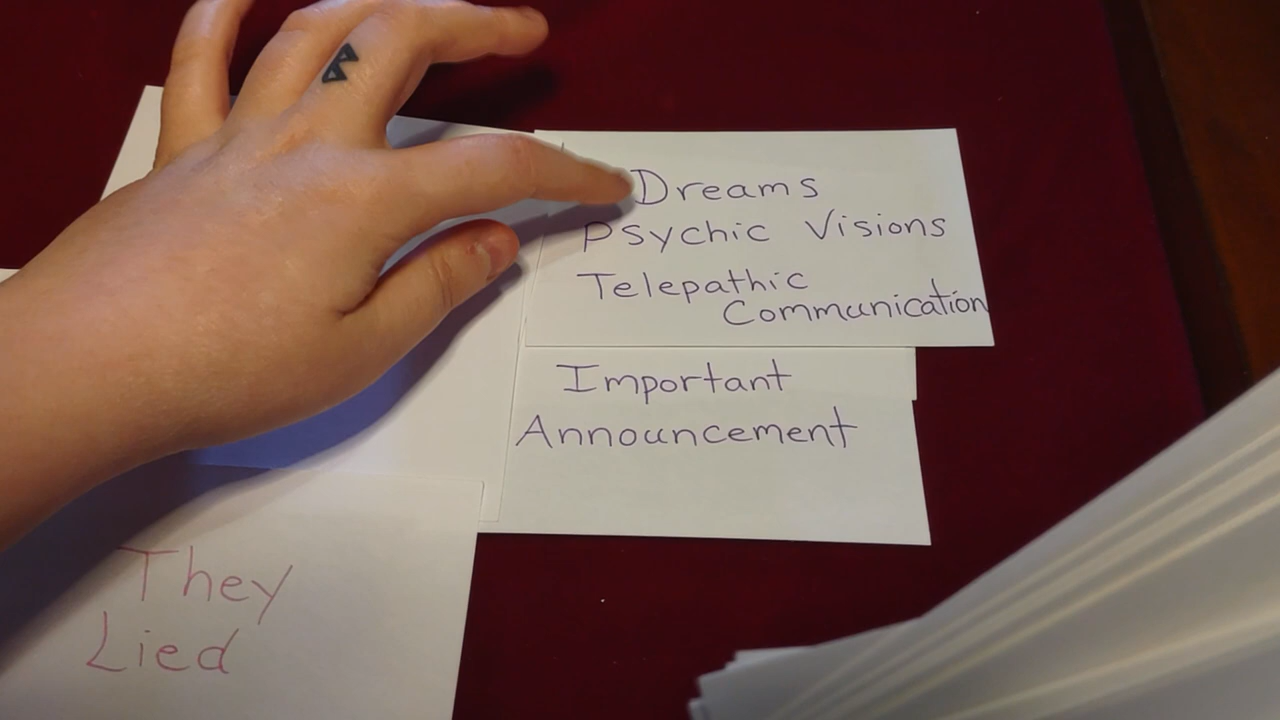 Dreams
Psychic Visions
Telepathic
Communication
Important
Announcement
They
Lied